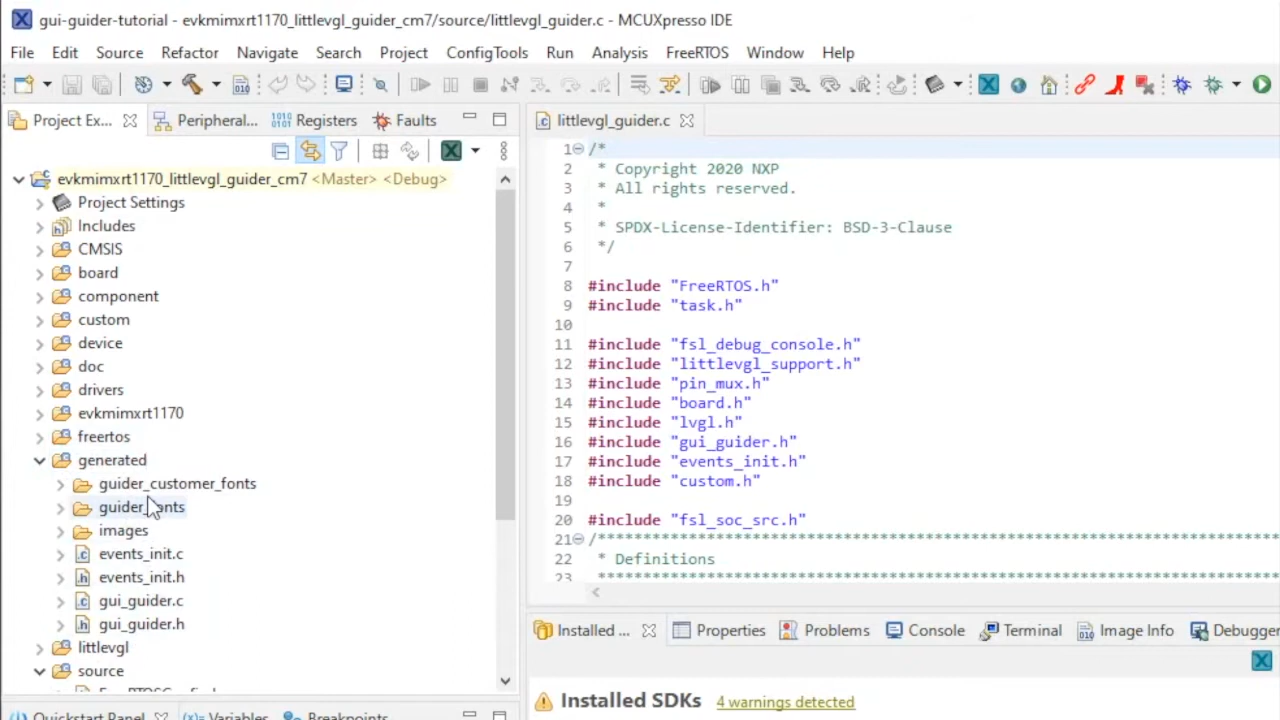 gui-guider-tutorial - evkmimxrt1170_littlevgl_guider_cm7/source/littlevgl_guider.c - MCUXpresso IDE
File Edit Source Refactor Navigate Search Project ConfigTools Run Analysis FreeRTOS Window Help
Project Ex... Peripheral... Registers Faults
evkmimxrt1170_littlevgl_guider_cm7 <Master> <Debug>
Project Settings
Includes
CMSIS
board
component
custom
device
doc
drivers
evkmimxrt1170
freertos
generated
guider_customer_fonts
guider_fonts
images
events_init.c
events_init.h
gui_guider.c
gui_guider.h
littlevgl
source
Quickstart Panel (x)= Variables Breakpoints
littlevgl_guider.c
1 /*
2 * Copyright 2020 NXP
3 * All rights reserved.
4 *
5 * SPDX-License-Identifier: BSD-3-Clause
6 */
7
8 #include "FreeRTOS.h"
9 #include "task.h"
10
11 #include "fsl_debug_console.h"
12 #include "littlevgl_support.h"
13 #include "pin_mux.h"
14 #include "board.h"
15 #include "lvgl.h"
16 #include "gui_guider.h"
17 #include "events_init.h"
18 #include "custom.h"
19
20 #include "fsl_soc_src.h"
21 /*******************************************************
22 * Definitions
23 *******************************************************
Installed ... Properties Problems Console Terminal Image Info Debugger
Installed SDKs 4 warnings detected